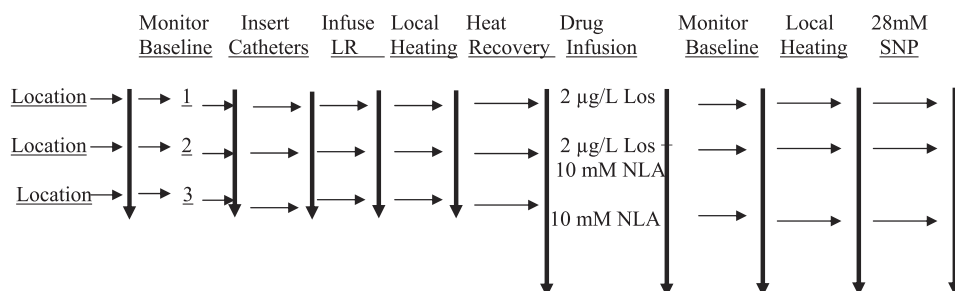 Monitor Insert Infuse Local Heat Drug Monitor Local 28mM
Baseline Catheters LR Heating Recovery Infusion Baseline Heating SNP
Location 1 2 µg/L Los
Location 2 2 µg/L Los +
10 mM NLA
Location 3 10 mM NLA